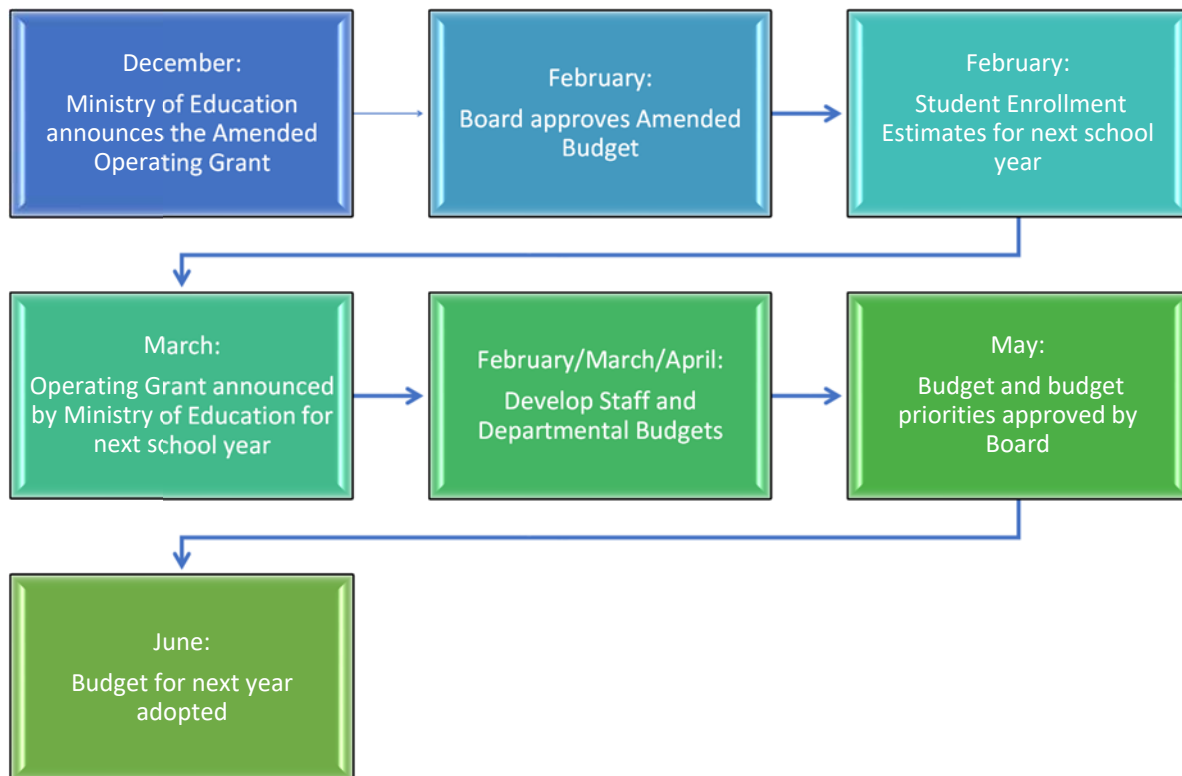 December:
Ministry of Education
announces the Amended
Operating Grant
February:
Board approves Amended
Budget
February:
Student Enrollment
Estimates for next school
year
March:
Operating Grant announced
by Ministry of Education for
next school year
February/March/April:
Develop Staff and
Departmental Budgets
May:
Budget and budget
priorities approved by
Board
June:
Budget for next year
adopted